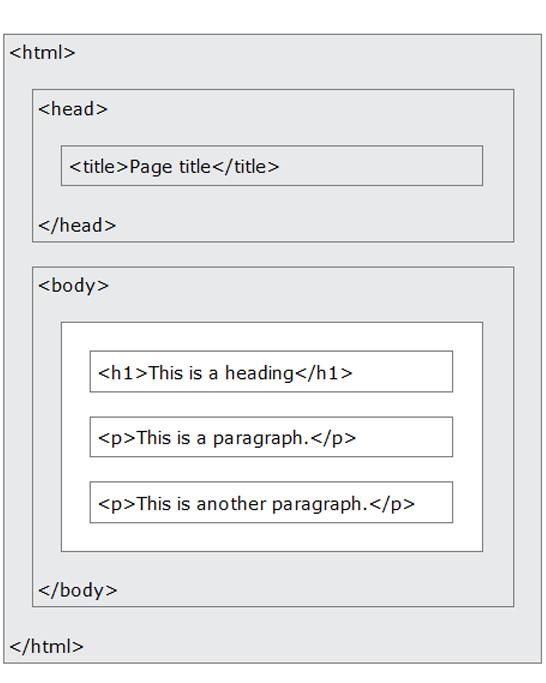 <html>
<head>
<title>Page title</title>
</head>
<body>
<h1>This is a heading</h1>
<p>This is a paragraph.</p>
<p>This is another paragraph.</p>
</body>
</html>